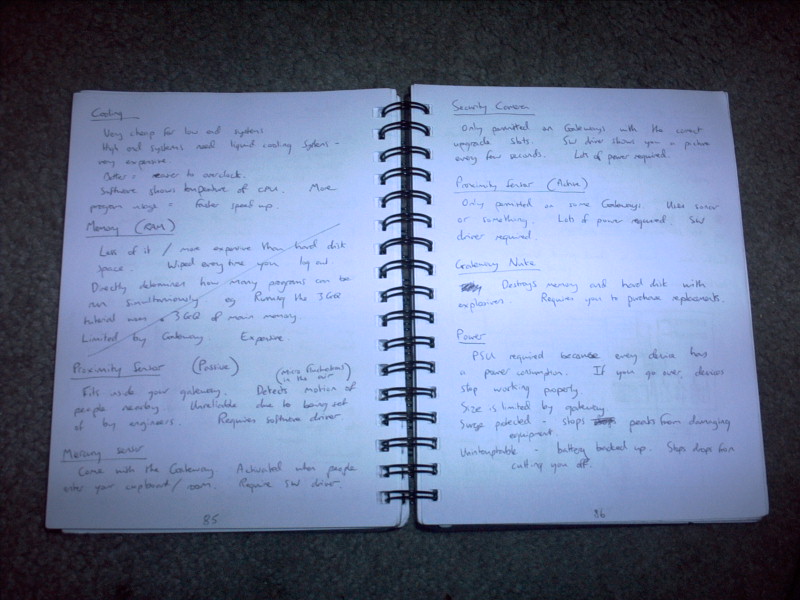 Cooling
Very cheap for low end systems
High end systems need liquid cooling systems -
very expensive.
Better = easier to overclock.
Software shows temperature of CPU. More
program usage = faster speed up.
Memory (RAM)
Less of it / more expensive than hard disk
space. Wiped every time you log out.
Directly determines how many programs can be
run simultaneously. eg Running the 3GQ
tutorial uses 3GQ of main memory.
Limited by Gateway. Expensive.
Proximity Sensor (Passive)
(more functional
in the
Fits inside your gateway. Detects motion of
people nearby. Unreliable due to being set
of by engineers. Requires software driver
Mercury sensor
Come with the Gateway Activated when people
enter your cupboard / room. Require SW driver.
85
Security Camera
Only permitted on Gateways with the correct
upgrade slots. SW driver shows you a picture
every few seconds. Lots of power required.
Proximity Sensor (Active)
Only permitted on some Gateways. Uses sonar
or something. Lots of power required. SW
driver required.
Gateway Nuke
Destroys memory and hard disk with
explosives. Requires you to purchase replacements.
Power
PSU required because every device has
a power consumption. If you go over, devices
stop working properly.
Size is limited by gateway
Surge protected - stops peaks from damaging
equipment.
Uninteruptable - battery backed up. Stops drops from
cutting you off.
86